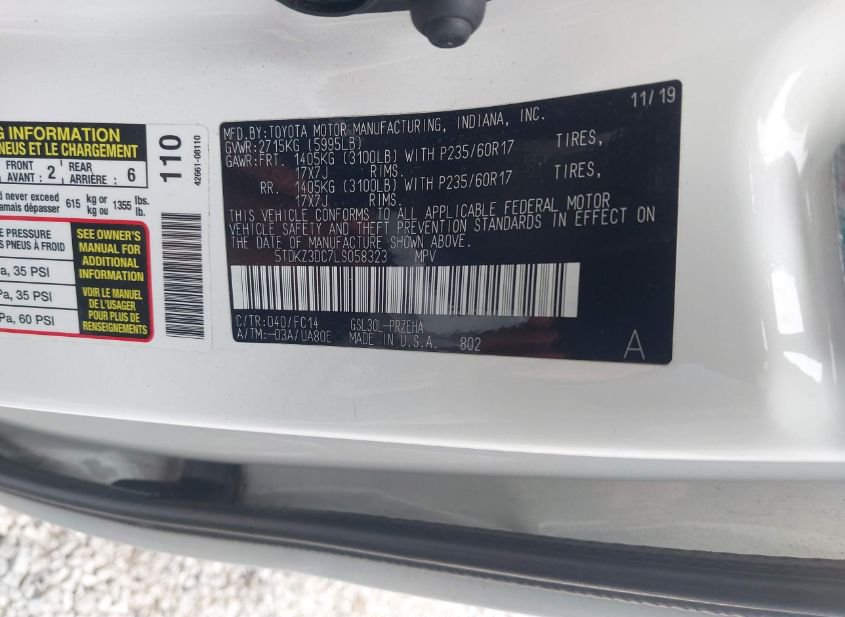 G INFORMATION
NEUS ET LE CHARGEMENT
FRONT AVANT : 2 REAR ARRIÈRE : 6
d never exceed 615 kg or 1355 lbs.
amais dépasser kg ou lb.
RESSURE
S PNEUS À FROID
a, 35 PSI
Pa, 35 PSI
Pa, 60 PSI
SEE OWNER'S
MANUAL FOR
ADDITIONAL
INFORMATION
VOIR LE MANUEL
DE L'USAGER
POUR PLUS DE
RENSEIGNEMENTS
110
42661-08110
11/19
MFD.BY:TOYOTA MOTOR MANUFACTURING, INDIANA, INC.
GVWR:2715KG (5995LB)
GAWR:FRT. 1405KG (3100LB) WITH P235/60R17 TIRES,
17X7J RIMS.
RR. 1405KG (3100LB) WITH P235/60R17 TIRES,
17X7J RIMS.
THIS VEHICLE CONFORMS TO ALL APPLICABLE FEDERAL MOTOR
VEHICLE SAFETY AND THEFT PREVENTION STANDARDS IN EFFECT ON
THE DATE OF MANUFACTURE SHOWN ABOVE.
5TDKZ3DC7LS058323 MPV
C/TR:040/FC14 GSL30L-PRZEHA
A/TM:-03A/UA80E MADE IN U.S.A. 802
A